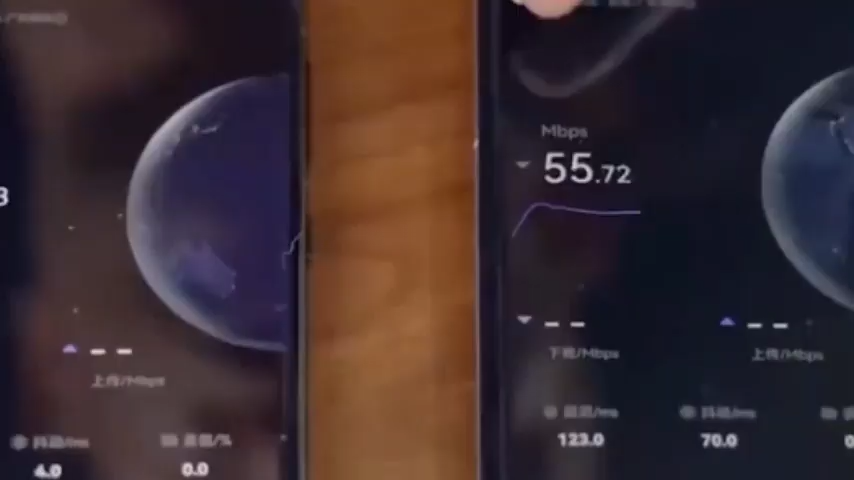 3
上传/Mbps
抖动/ms
丢包/%
4.0
0.0
Mbps
55.72
-- --
下载/Mbps
上传/Mbps
延迟/ms
抖动/ms
123.0
70.0